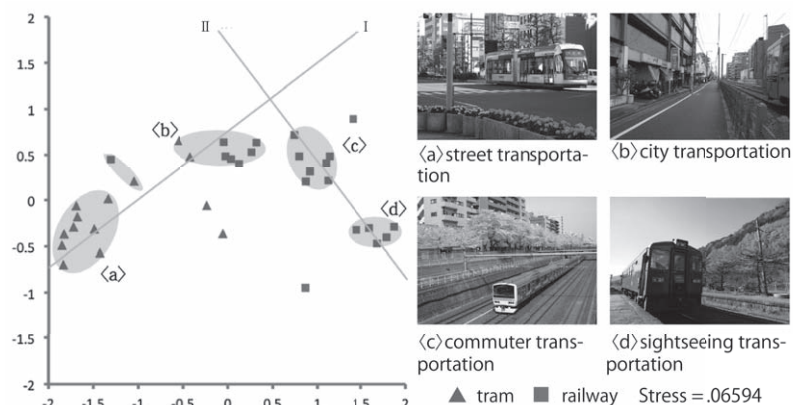 II
I
2
1.5
1
0.5
0
-0.5
-1
-1.5
-2
-2 -1.5 -1 -0.5 0 0.5 1 1.5 2
〈a〉
〈b〉
〈c〉
〈d〉
〈a〉street transporta-
tion
〈b〉city transportation
〈c〉commuter trans-
portation
〈d〉sightseeing trans-
portation
tram railway Stress =.06594